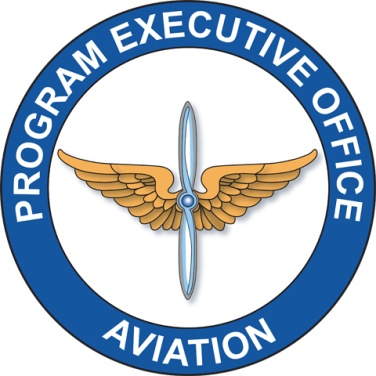 PROGRAM EXECUTIVE OFFICE
AVIATION